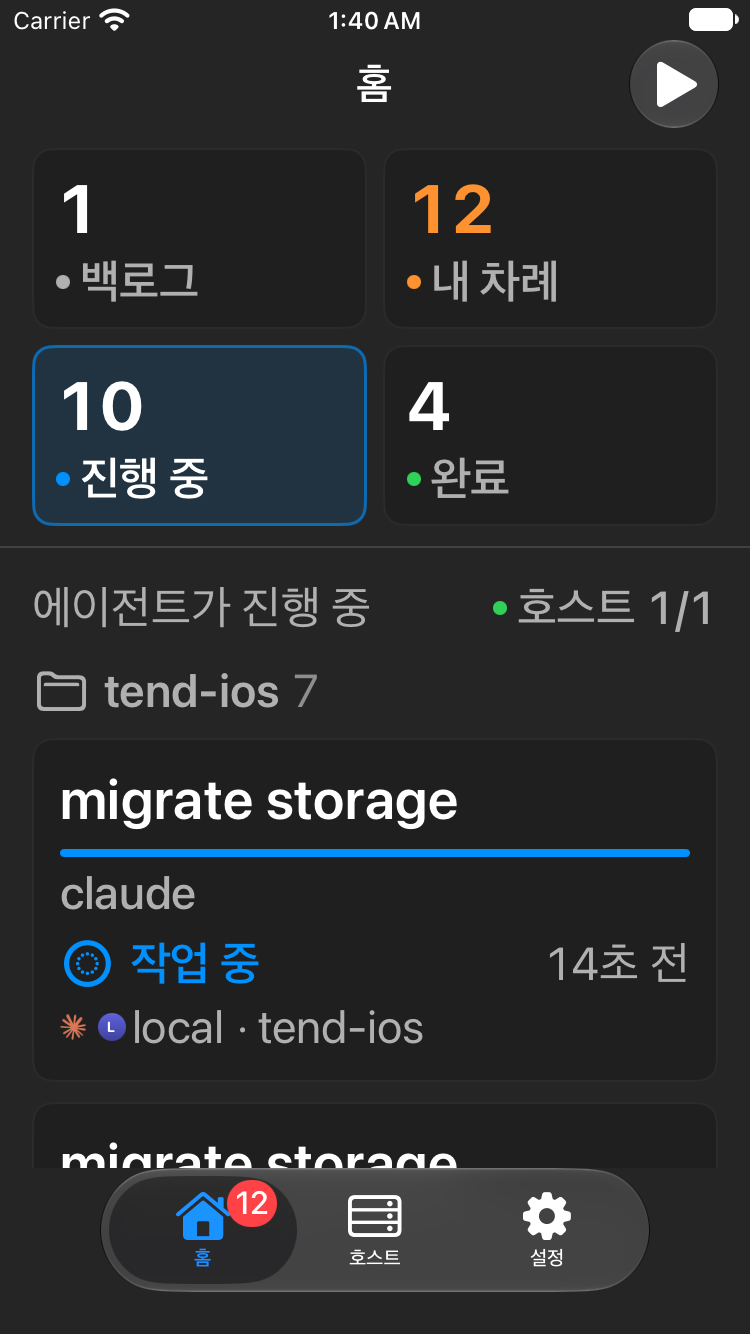 Carrier 1:40 AM
홈
1
백로그
12
내 차례
10
진행 중
4
완료
에이전트가 진행 중 호스트 1/1
tend-ios 7
migrate storage
claude
작업 중 14초 전
L local · tend-ios
migrate storage
12
홈 호스트 설정